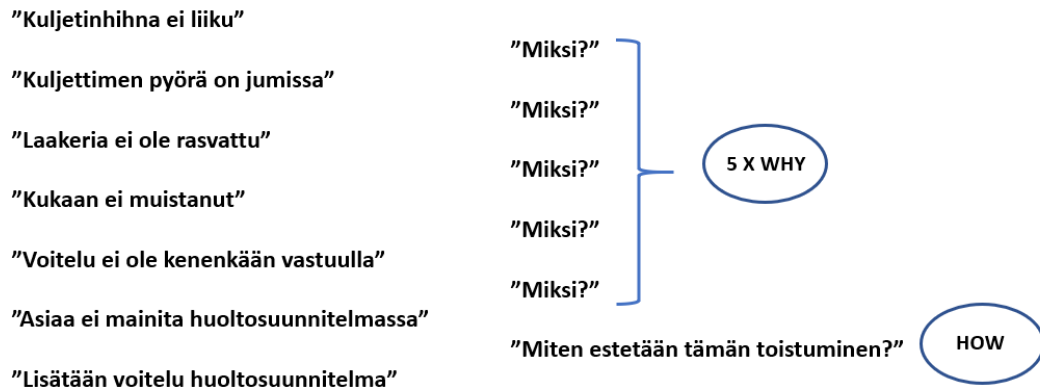 ”Kuljetinhihna ei liiku”
”Miksi?”
”Kuljettimen pyörä on jumissa”
”Miksi?”
”Laakeria ei ole rasvattu”
”Miksi?”
5 X WHY
”Kukaan ei muistanut”
”Miksi?”
”Voitelu ei ole kenenkään vastuulla”
”Miksi?”
”Asiaa ei mainita huoltosuunnitelmassa”
”Miten estetään tämän toistuminen?”
HOW
”Lisätään voitelu huoltosuunnitelma”